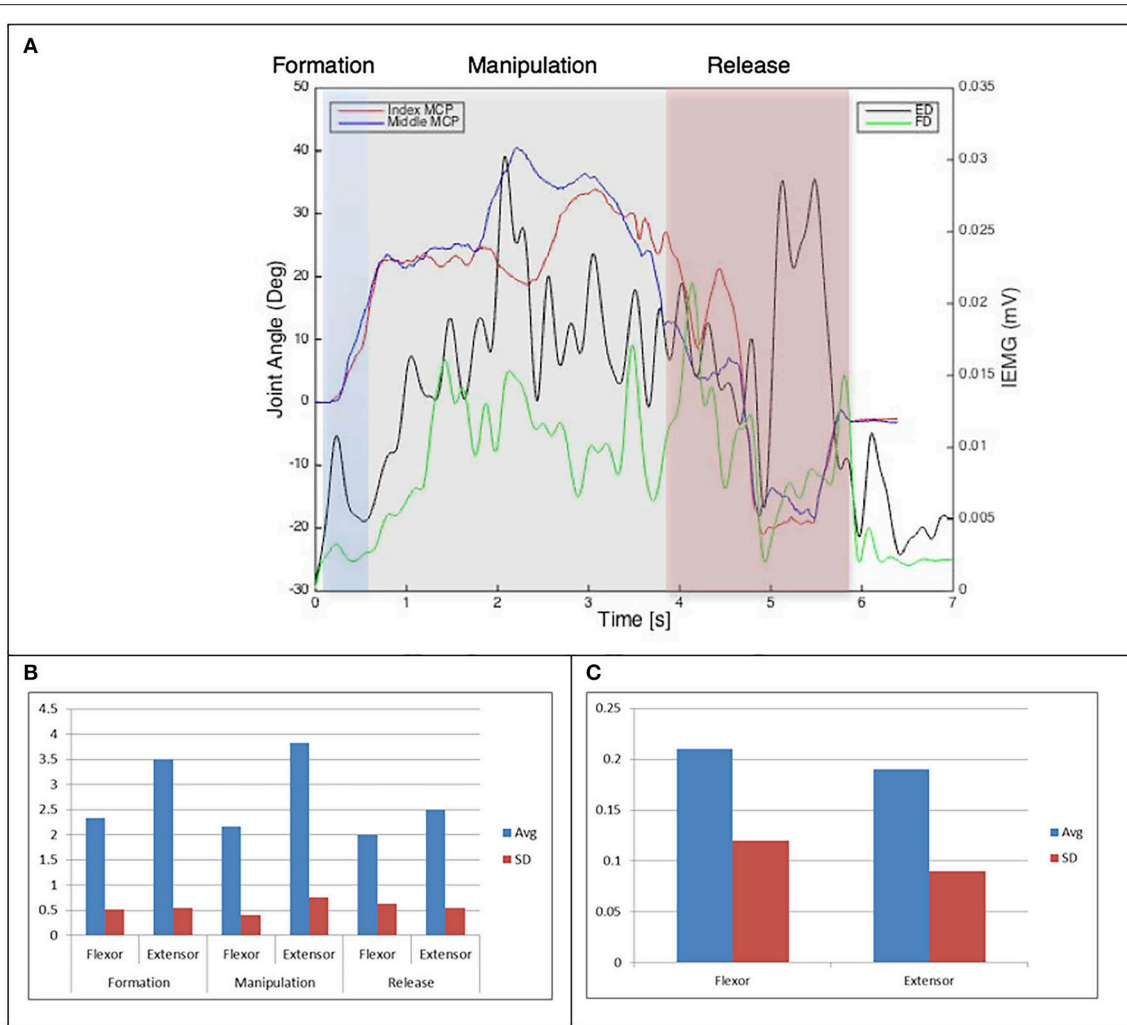 A
Formation Manipulation Release
50 0.035
Index MCP ED
Middle MCP FD
40 0.03
30 0.025
20 0.02
10 0.015
0 0.01
-10 0.005
-20 0
-30
0 1 2 3 4 5 6 7
Joint Angle (Deg)
IEMG (mV)
Time [s]
B
4.5
4
3.5
3
2.5
2
1.5
1
0.5
0
Flexor Extensor Flexor Extensor Flexor Extensor
Formation Manipulation Release
Avg
SD
C
0.25
0.2
0.15
0.1
0.05
0
Flexor Extensor
Avg
SD